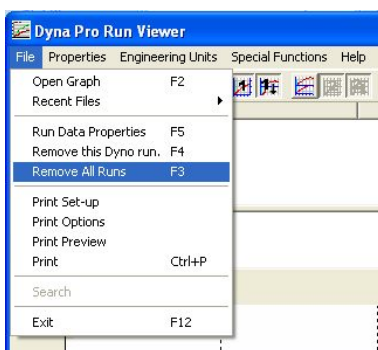 Dyna Pro Run Viewer
File Properties Engineering Units Special Functions Help
Open Graph F2
Recent Files
Run Data Properties F5
Remove this Dyno run. F4
Remove All Runs F3
Print Set-up
Print Options
Print Preview
Print Ctrl+P
Search
Exit F12